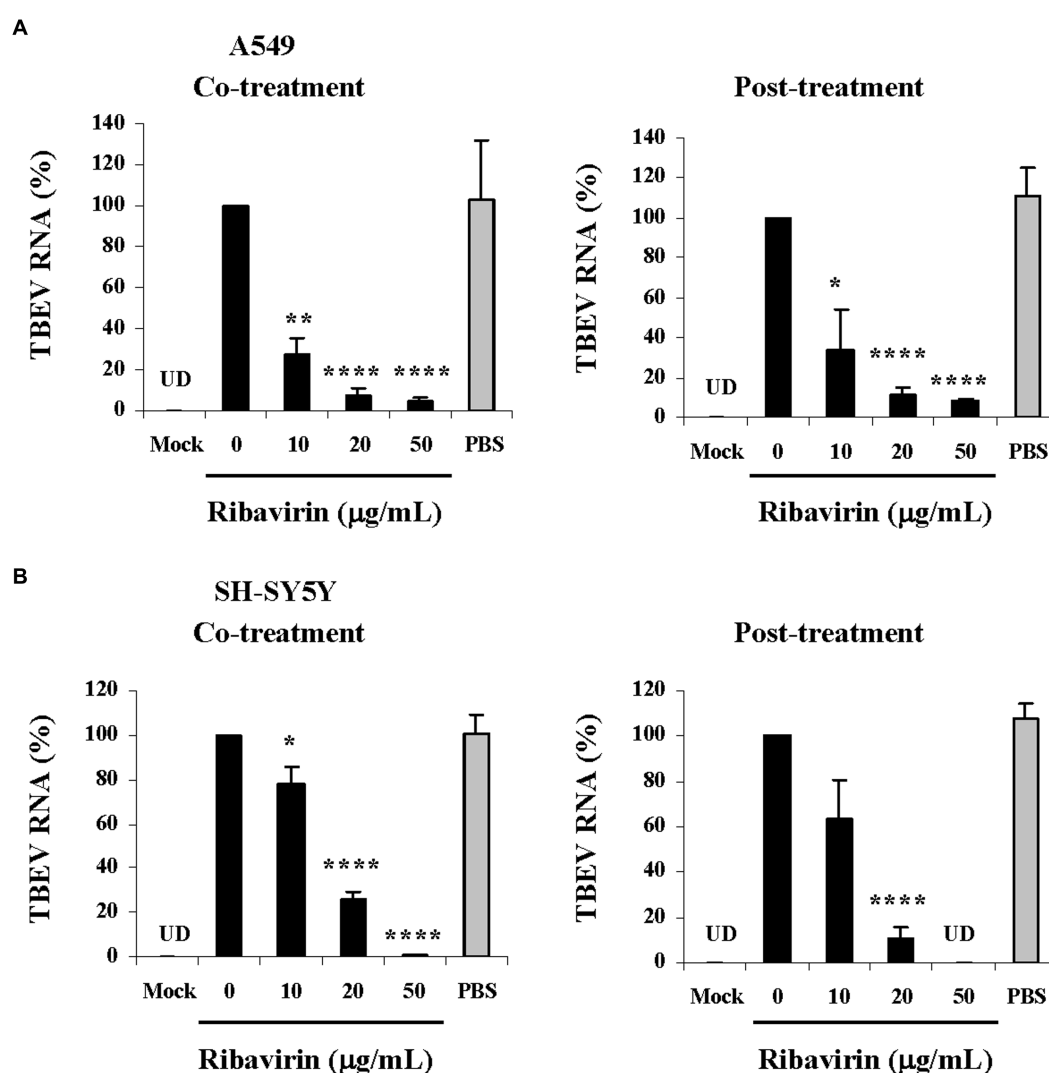 A
A549
Co-treatment
Post-treatment
TBEV RNA (%)
140
120
100
80
60
40
20
0
UD
**
****
****
Mock 0 10 20 50 PBS
Ribavirin (μg/mL)
TBEV RNA (%)
140
120
100
80
60
40
20
0
UD
*
****
****
Mock 0 10 20 50 PBS
Ribavirin (μg/mL)
B
SH-SY5Y
Co-treatment
Post-treatment
TBEV RNA (%)
120
100
80
60
40
20
0
UD
*
****
****
Mock 0 10 20 50 PBS
Ribavirin (μg/mL)
TBEV RNA (%)
120
100
80
60
40
20
0
UD
****
UD
Mock 0 10 20 50 PBS
Ribavirin (μg/mL)